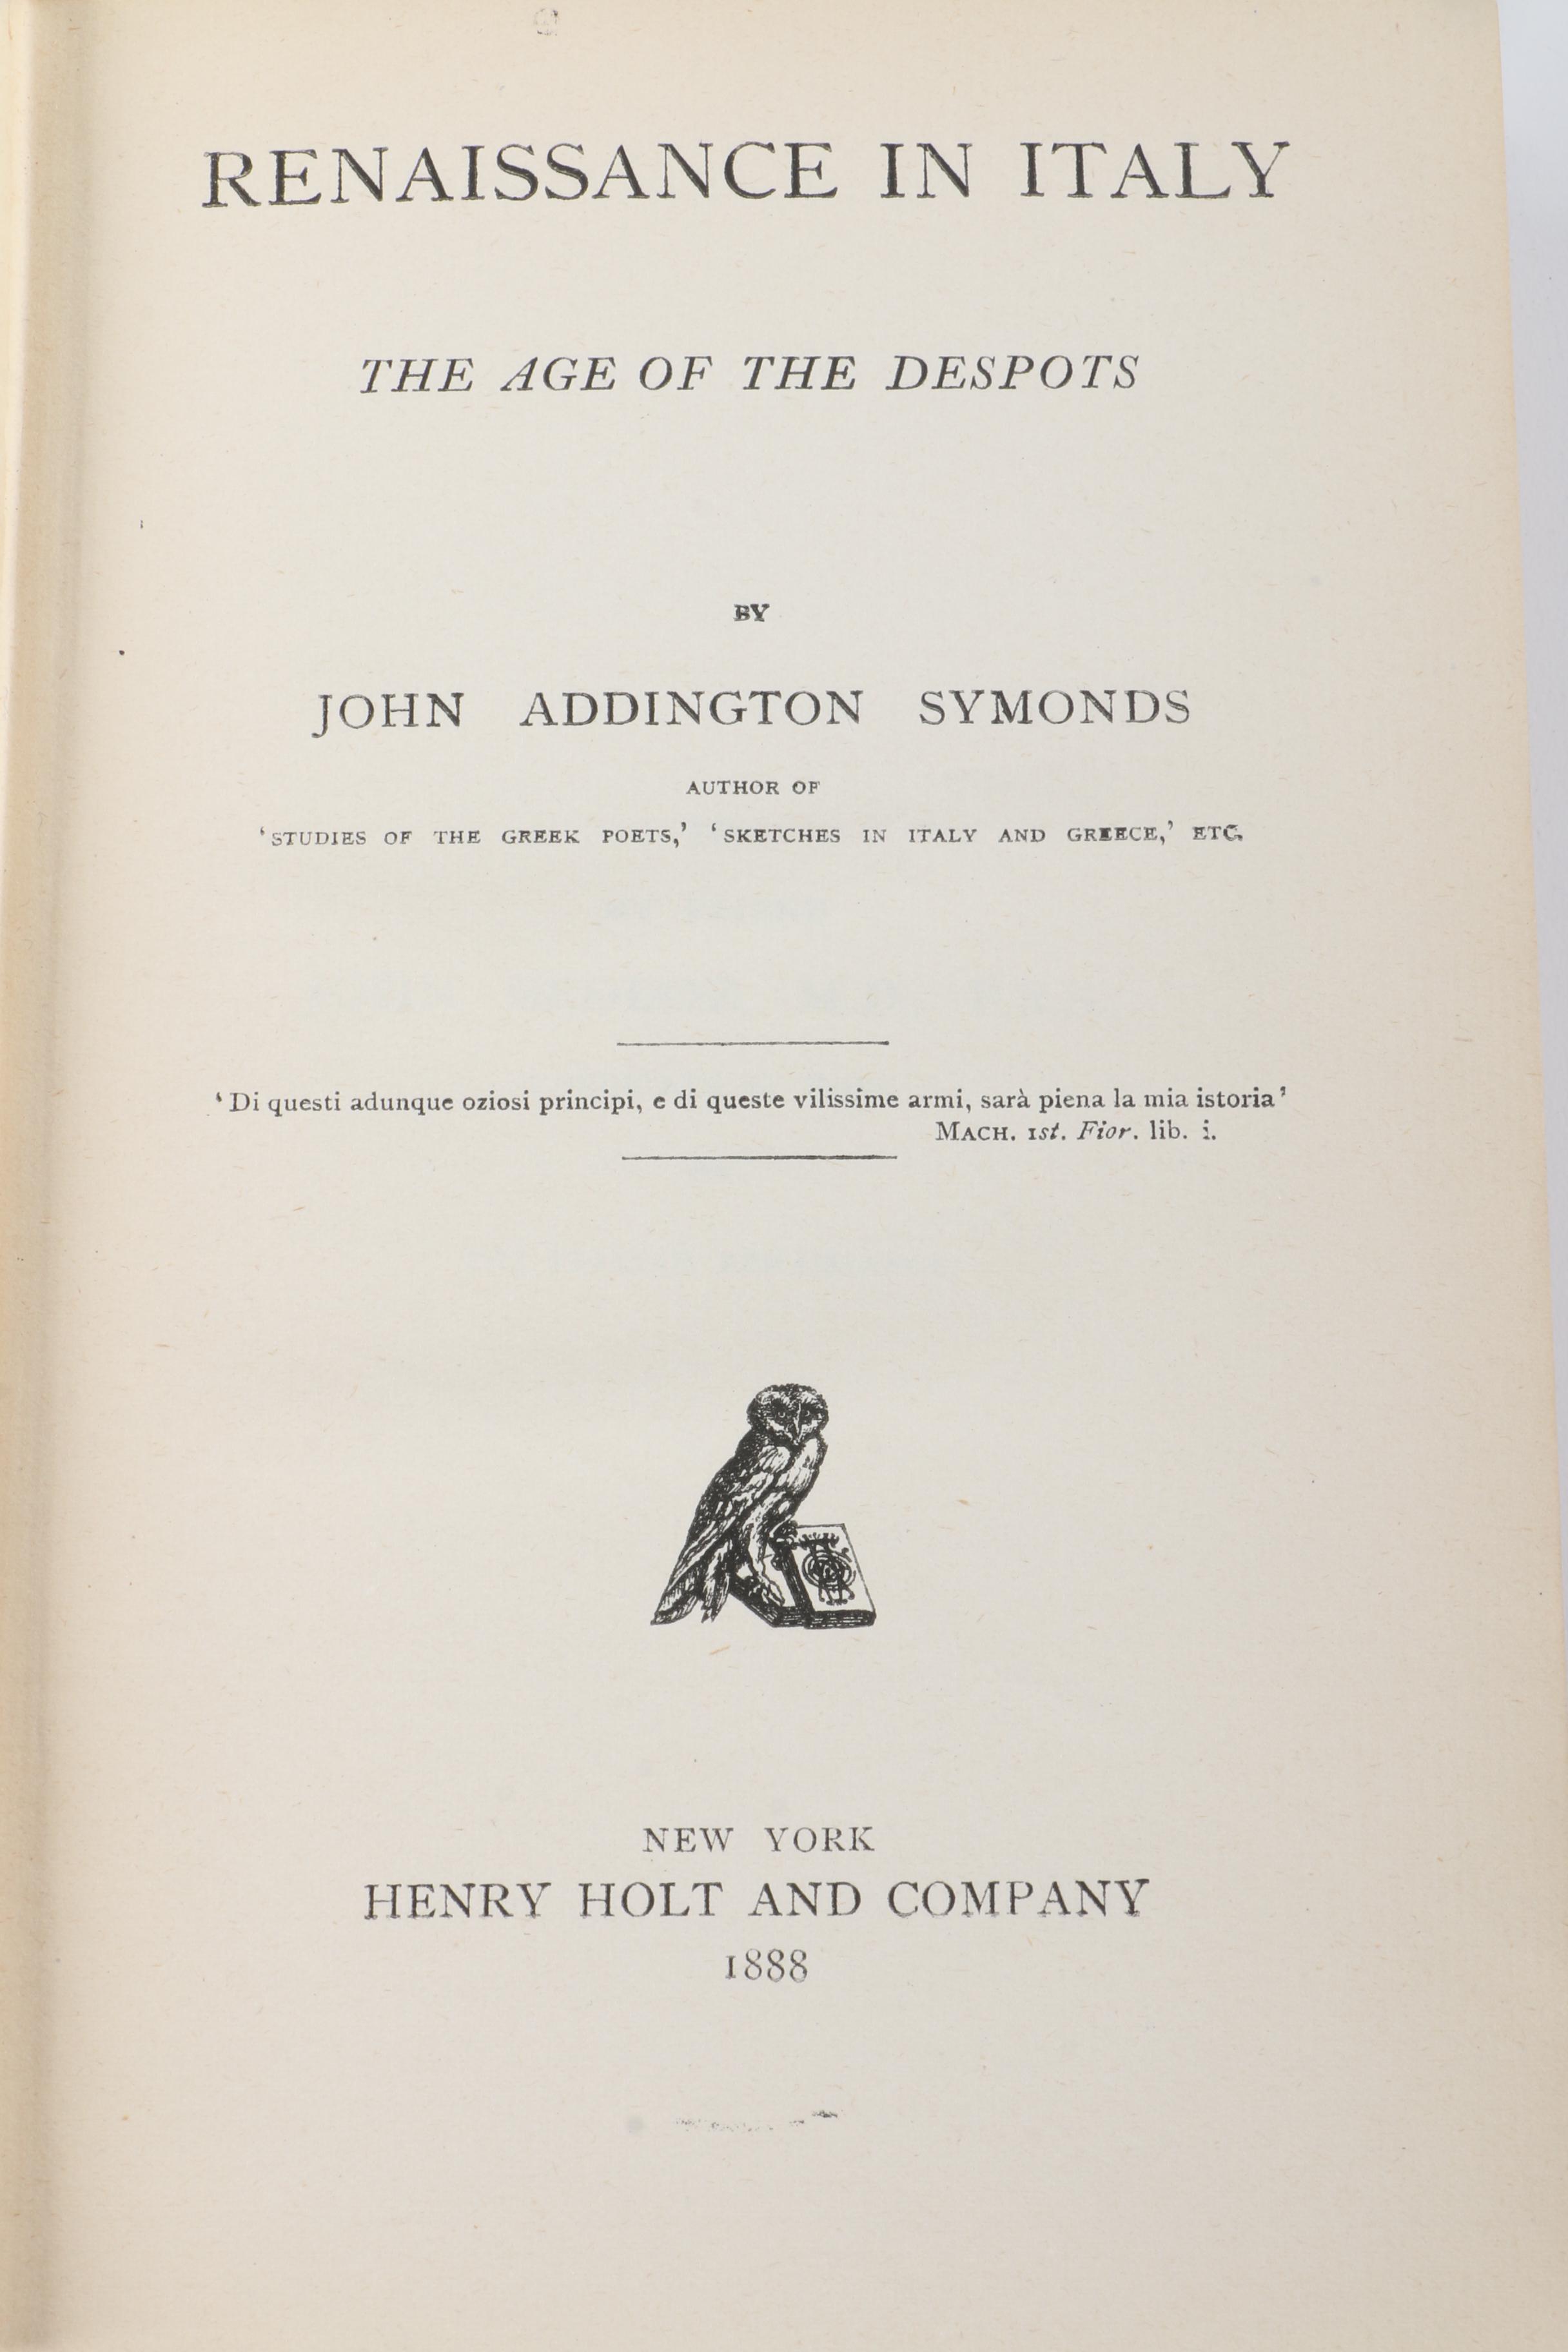 RENAISSANCE IN ITALY
THE AGE OF THE DESPOTS
BY
JOHN ADDINGTON SYMONDS
AUTHOR OF
‘STUDIES OF THE GREEK POETS,’ ‘SKETCHES IN ITALY AND GREECE,’ ETC.
‘Di questi adunque oziosi principi, e di queste vilissime armi, sarà piena la mia istoria’
MACH. 1st. Fior. lib. i.
NEW YORK
HENRY HOLT AND COMPANY
1888